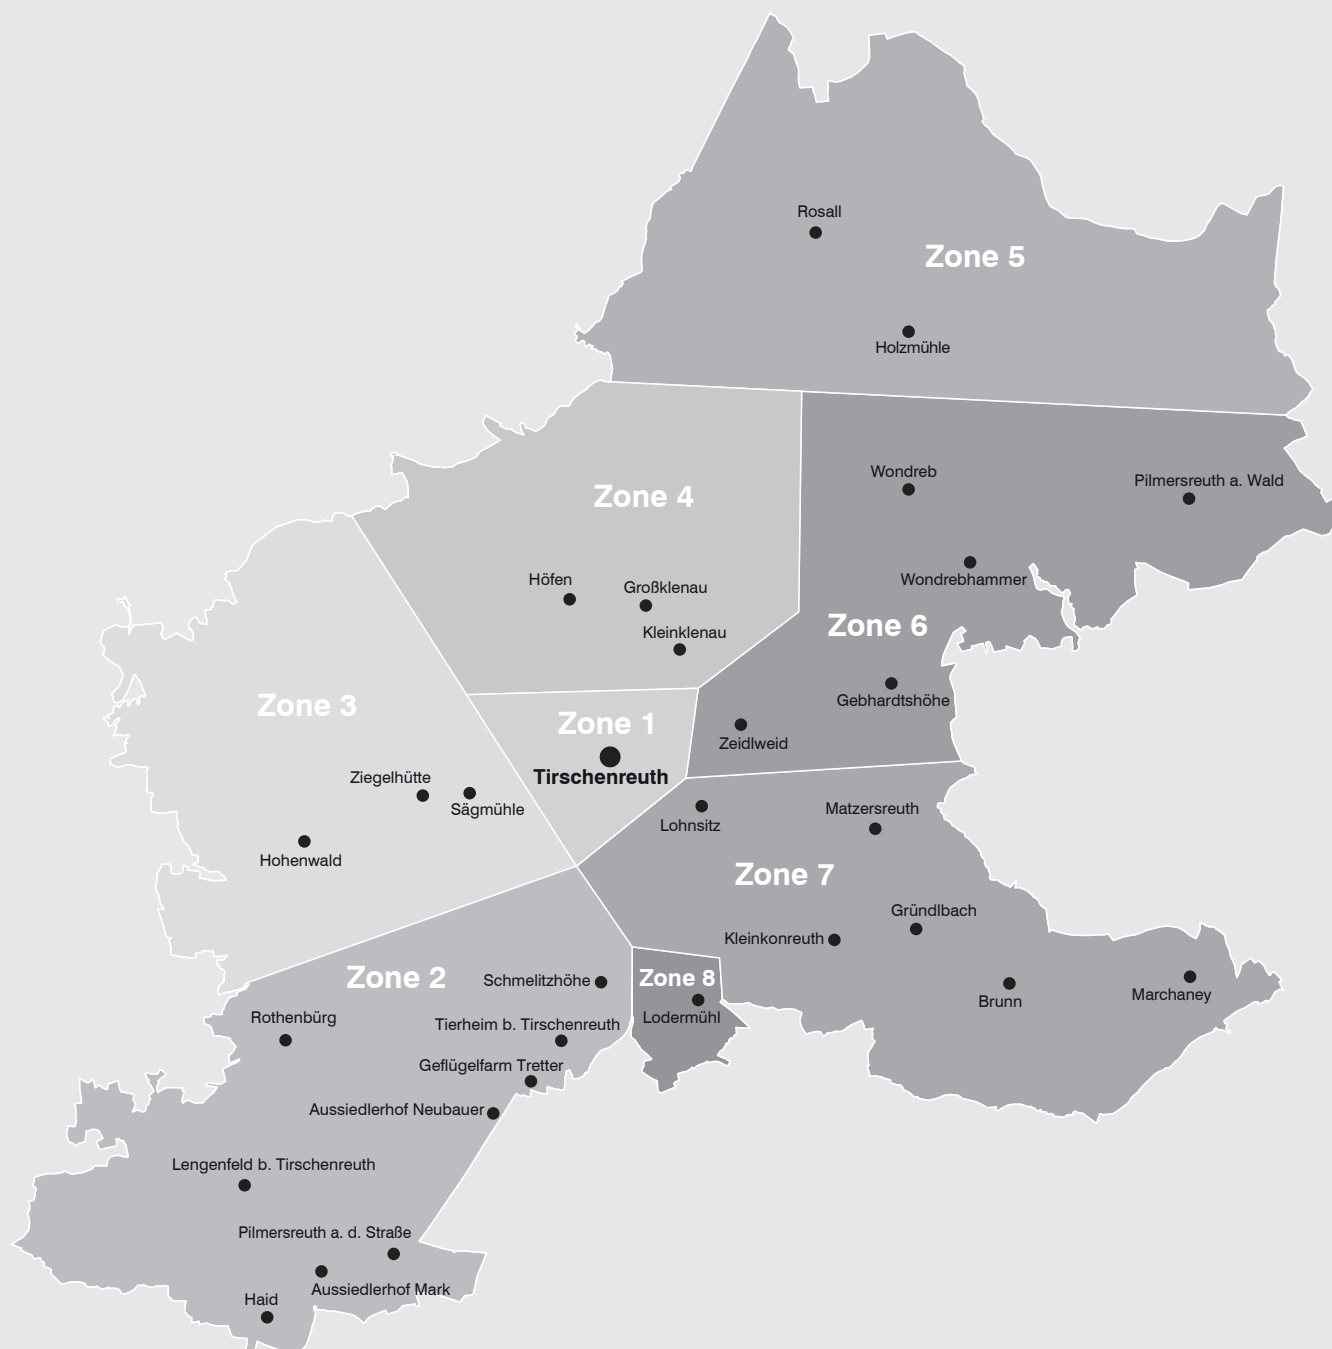 Rosall
Zone 5
Holzmühle
Wondreb
Pilmersreuth a. Wald
Zone 4
Höfen
Großklenau
Wondrebhammer
Kleinklenau
Zone 6
Gebhardtshöhe
Zone 3
Zone 1
Zeidlweid
Tirschenreuth
Ziegelhütte
Sägmühle
Lohnsitz
Matzersreuth
Hohenwald
Zone 7
Gründlbach
Kleinkonreuth
Zone 2
Schmelitzhöhe
Zone 8
Brunn
Marchaney
Rothenbürg
Lodermühl
Tierheim b. Tirschenreuth
Geflügelfarm Tretter
Aussiedlerhof Neubauer
Lengenfeld b. Tirschenreuth
Pilmersreuth a. d. Straße
Aussiedlerhof Mark
Haid